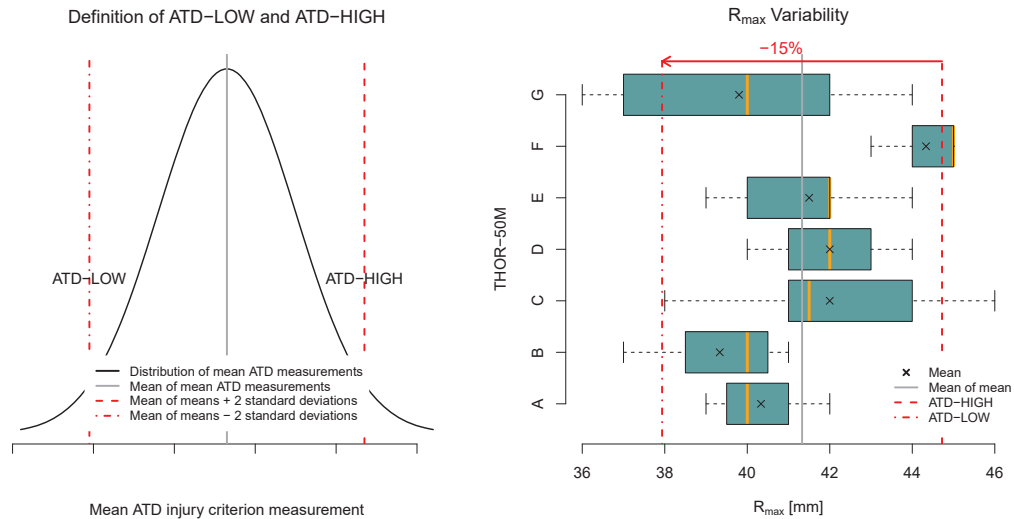 Definition of ATD−LOW and ATD−HIGH
ATD−LOW
ATD−HIGH
Distribution of mean ATD measurements
Mean of mean ATD measurements
Mean of means + 2 standard deviations
Mean of means − 2 standard deviations
Mean ATD injury criterion measurement
Rmax Variability
−15%
THOR−50M
G
F
E
D
C
B
A
Mean
Mean of mean
ATD−HIGH
ATD−LOW
36 38 40 42 44 46
Rmax [mm]